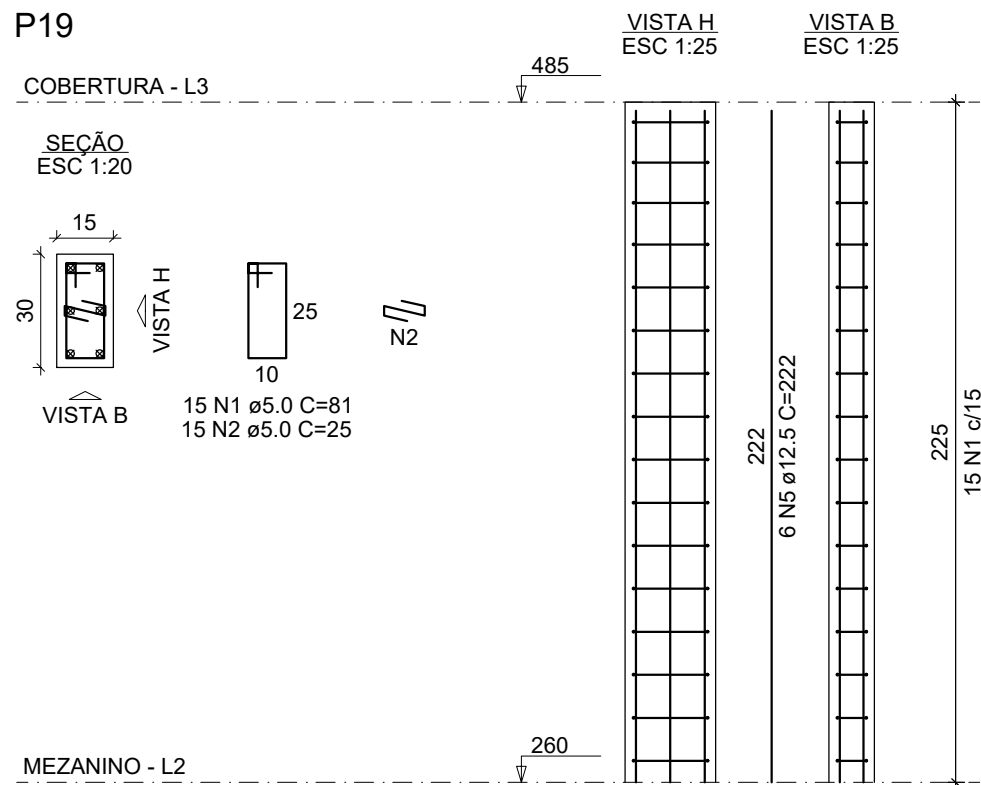 P19
VISTA H
ESC 1:25
VISTA B
ESC 1:25
485
COBERTURA - L3
SEÇÃO
ESC 1:20
15
30
VISTA H
VISTA B
25
10
N2
15 N1 ø5.0 C=81
15 N2 ø5.0 C=25
222
6 N5 ø12.5 C=222
225
15 N1 c/15
260
MEZANINO - L2